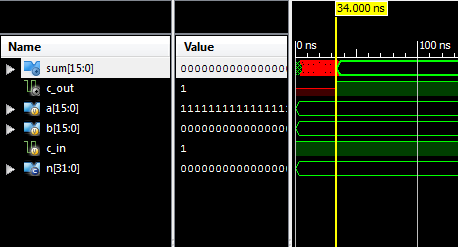 34.000 ns
Name Value 0 ns 100 ns
sum[15:0] 0000000000000000
c_out 1
a[15:0] 1111111111111111
b[15:0] 0000000000000000
c_in 1
n[31:0] 0000000000000000